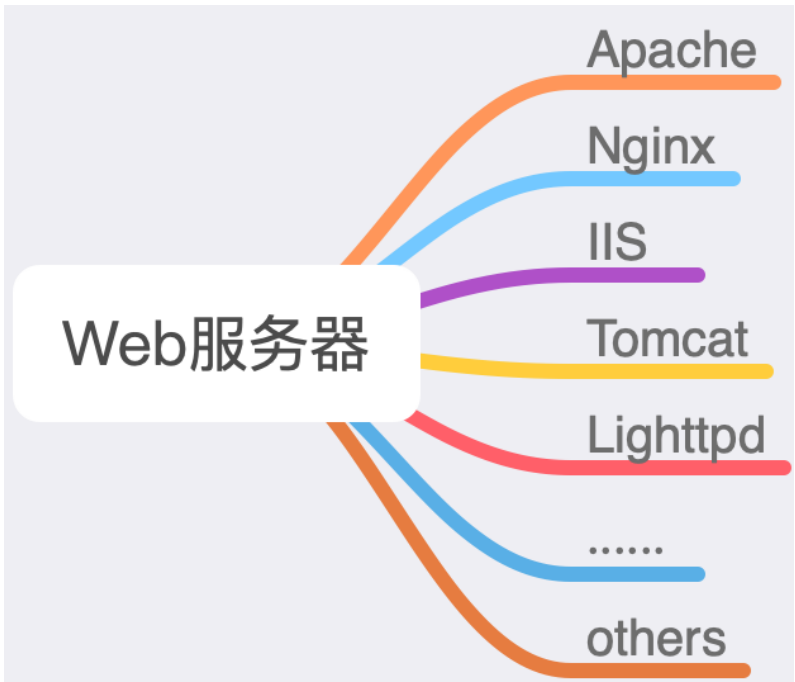 Apache
Nginx
IIS
Web服务器
Tomcat
Lighttpd
......
others